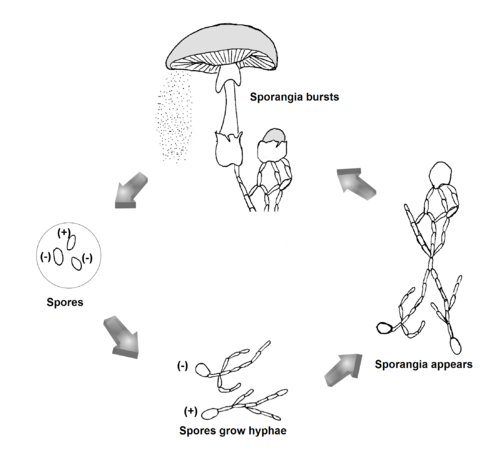 Sporangia bursts
(+)
(-) (-)
Spores
(-)
(+)
Spores grow hyphae
Sporangia appears